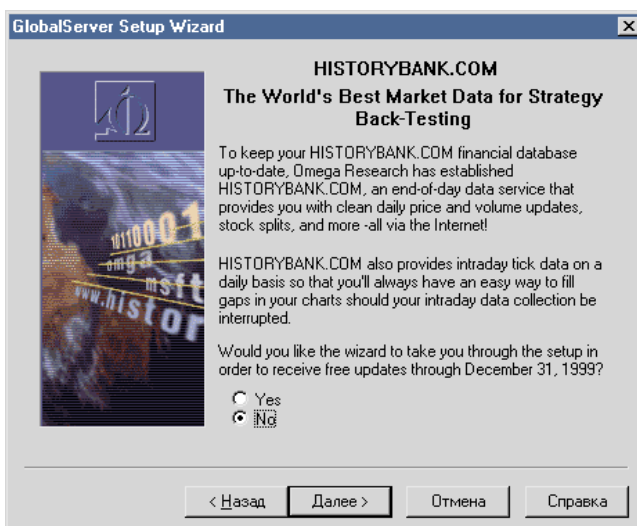 GlobalServer Setup Wizard
HISTORYBANK.COM
The World's Best Market Data for Strategy
Back-Testing
To keep your HISTORYBANK.COM financial database
up-to-date, Omega Research has established
HISTORYBANK.COM, an end-of-day data service that
provides you with clean daily price and volume updates,
stock splits, and more -all via the Internet!
HISTORYBANK.COM also provides intraday tick data on a
daily basis so that you'll always have an easy way to fill
gaps in your charts should your intraday data collection be
interrupted.
Would you like the wizard to take you through the setup in
order to receive free updates through December 31, 1999?
Yes
No
10110001
omga
msft
www.histor
< Назад
Далее >
Отмена
Справка